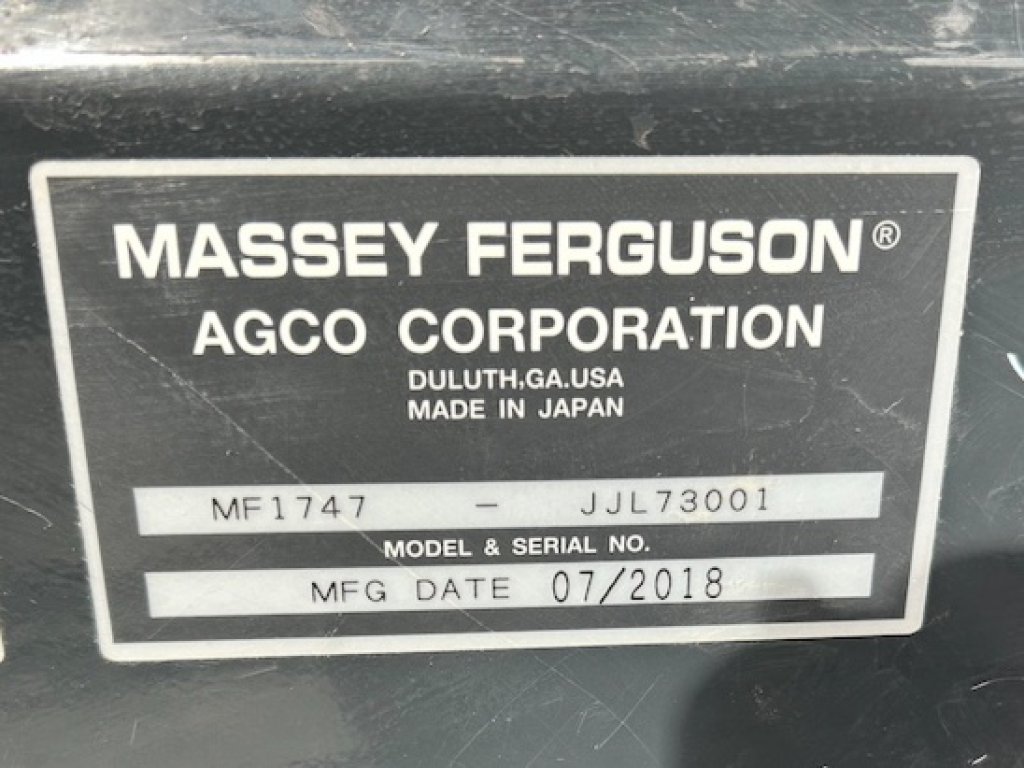 MASSEY FERGUSON®
AGCO CORPORATION
DULUTH,GA.USA
MADE IN JAPAN
MF1747 - JJL73001
MODEL & SERIAL NO.
MFG DATE 07/2018